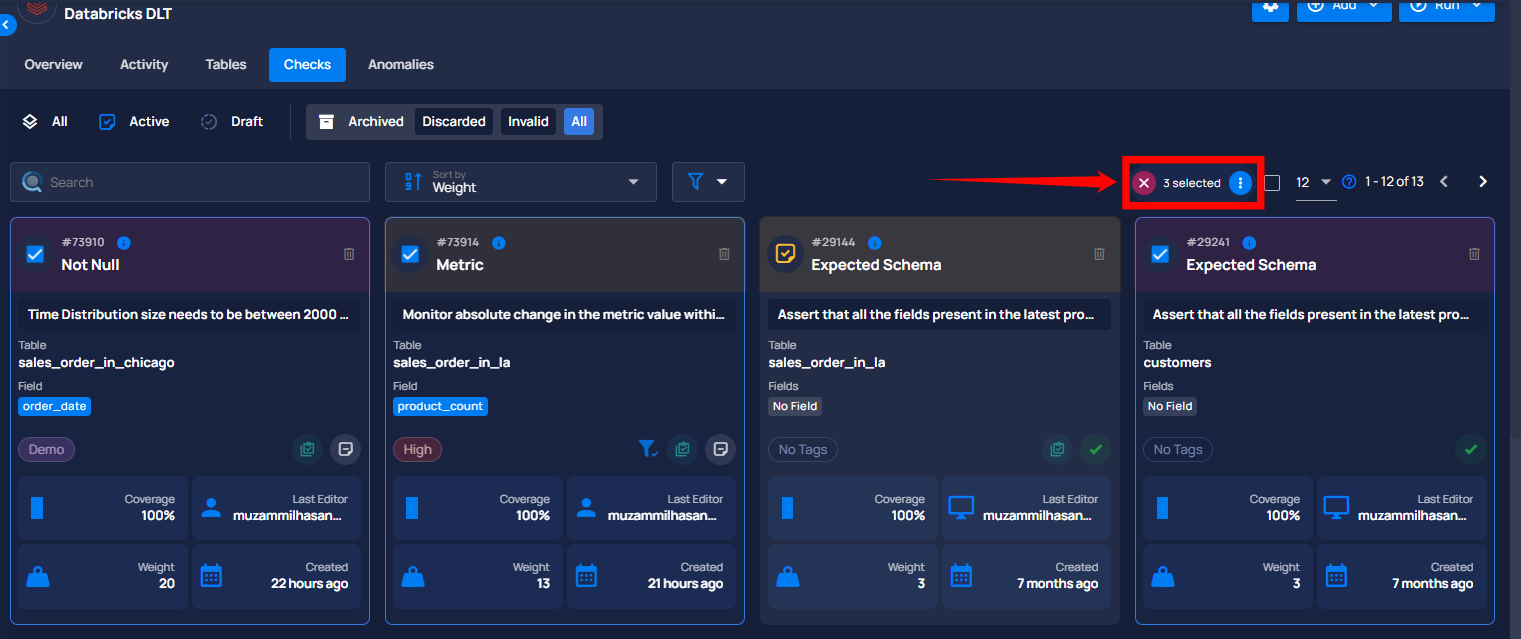 Databricks DLT
Add
Run
Overview
Activity
Tables
Checks
Anomalies
All
Active
Draft
Archived
Discarded
Invalid
All
Search
Sort by
Weight
3 selected
12
1 - 12 of 13
#73910
Not Null
Time Distribution size needs to be between 2000 ...
Table
sales_order_in_chicago
Field
order_date
Demo
Coverage
100%
Last Editor
muzammilhasan...
Weight
20
Created
22 hours ago
#73914
Metric
Monitor absolute change in the metric value withi...
Table
sales_order_in_la
Field
product_count
High
Coverage
100%
Last Editor
muzammilhasan...
Weight
13
Created
21 hours ago
#29144
Expected Schema
Assert that all the fields present in the latest pro...
Table
sales_order_in_la
Fields
No Field
No Tags
Coverage
100%
Last Editor
muzammilhasan...
Weight
3
Created
7 months ago
#29241
Expected Schema
Assert that all the fields present in the latest pro...
Table
customers
Fields
No Field
No Tags
Coverage
100%
Last Editor
muzammilhasan...
Weight
3
Created
7 months ago